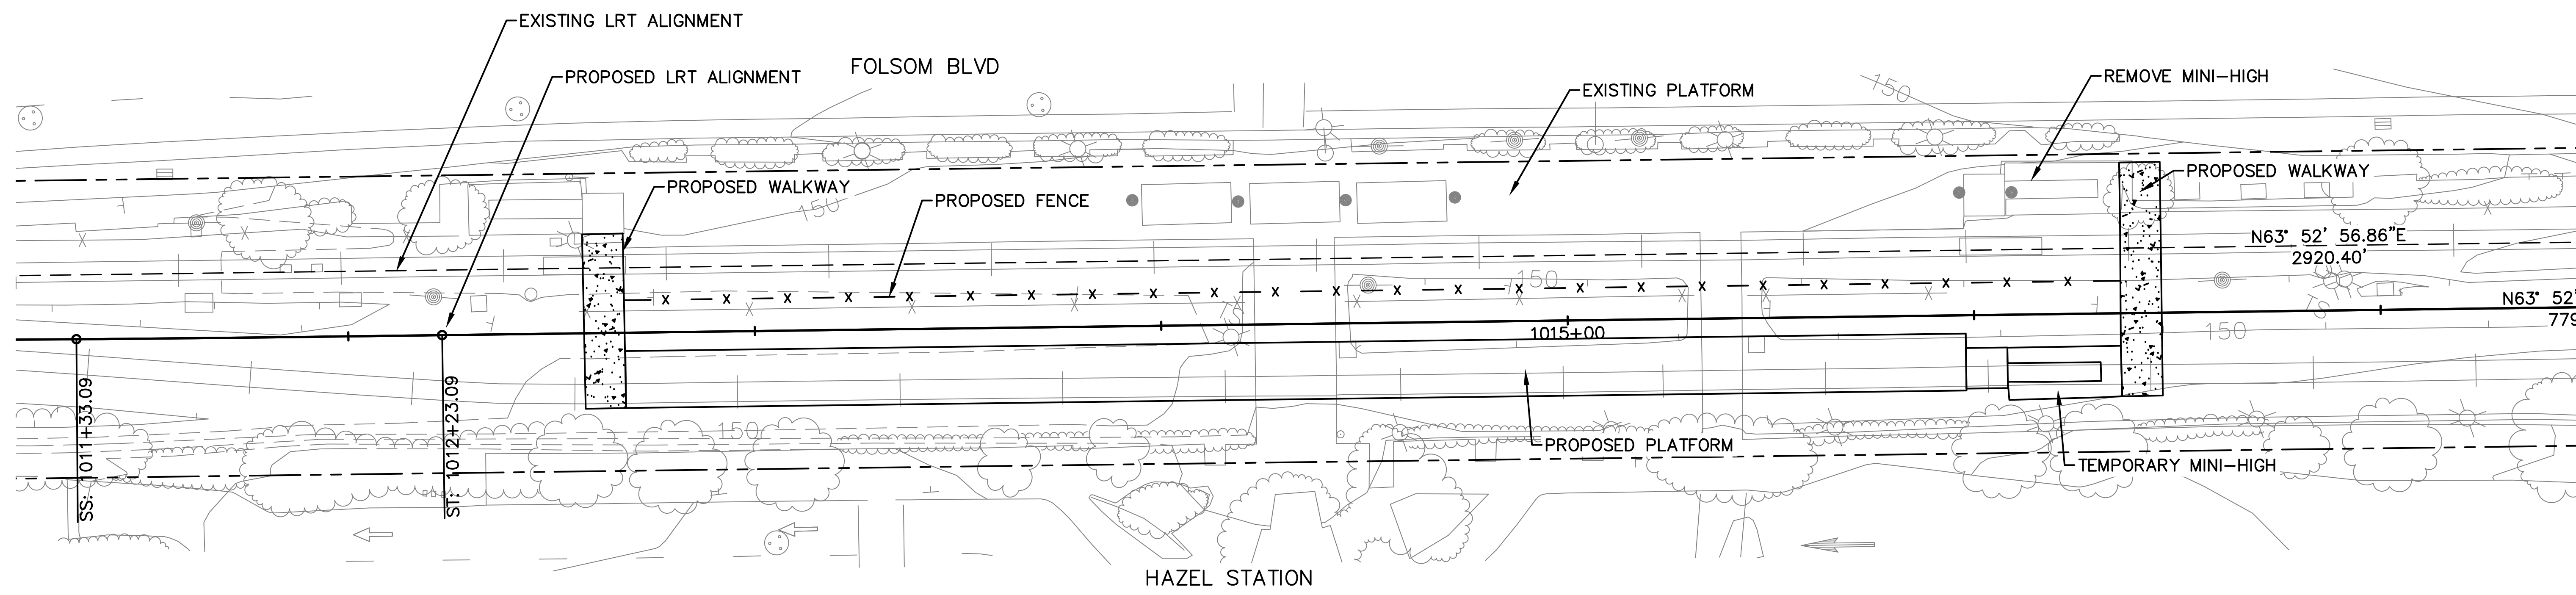 EXISTING LRT ALIGNMENT
FOLSOM BLVD
PROPOSED LRT ALIGNMENT
REMOVE MINI-HIGH
EXISTING PLATFORM
150
PROPOSED WALKWAY
PROPOSED WALKWAY
PROPOSED FENCE
150
N63° 52' 56.86"E
2920.40'
150
N63° 52'
779
1015+00
150
SS: 1011+33.09
ST: 1012+23.09
150
PROPOSED PLATFORM
TEMPORARY MINI-HIGH
HAZEL STATION